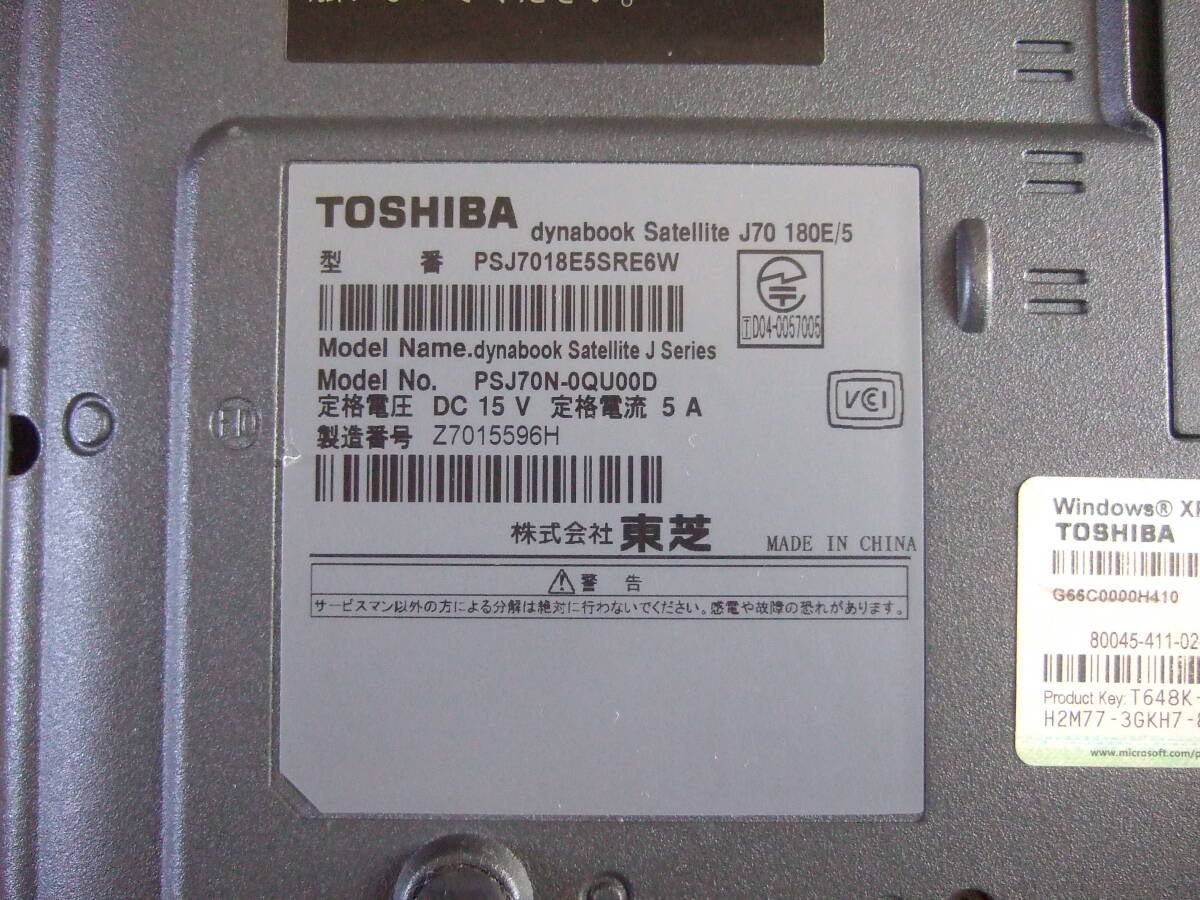 ください。
TOSHIBA dynabook Satellite J70 180E/5
型 番 PSJ7018E5SRE6W
D04-0057005
Model Name.dynabook Satellite J Series
Model No. PSJ70N-0QU00D
定格電圧 DC 15 V 定格電流 5 A
VCI
製造番号 Z7015596H
株式会社 東芝 MADE IN CHINA
警 告
サービスマン以外の方による分解は絶対に行わないでください。感電や故障の恐れがあります。
Windows® XP
TOSHIBA
G66C0000H410
80045-411-02
Product Key: T648K-
H2M77-3GKH7-
www.microsoft.com/p